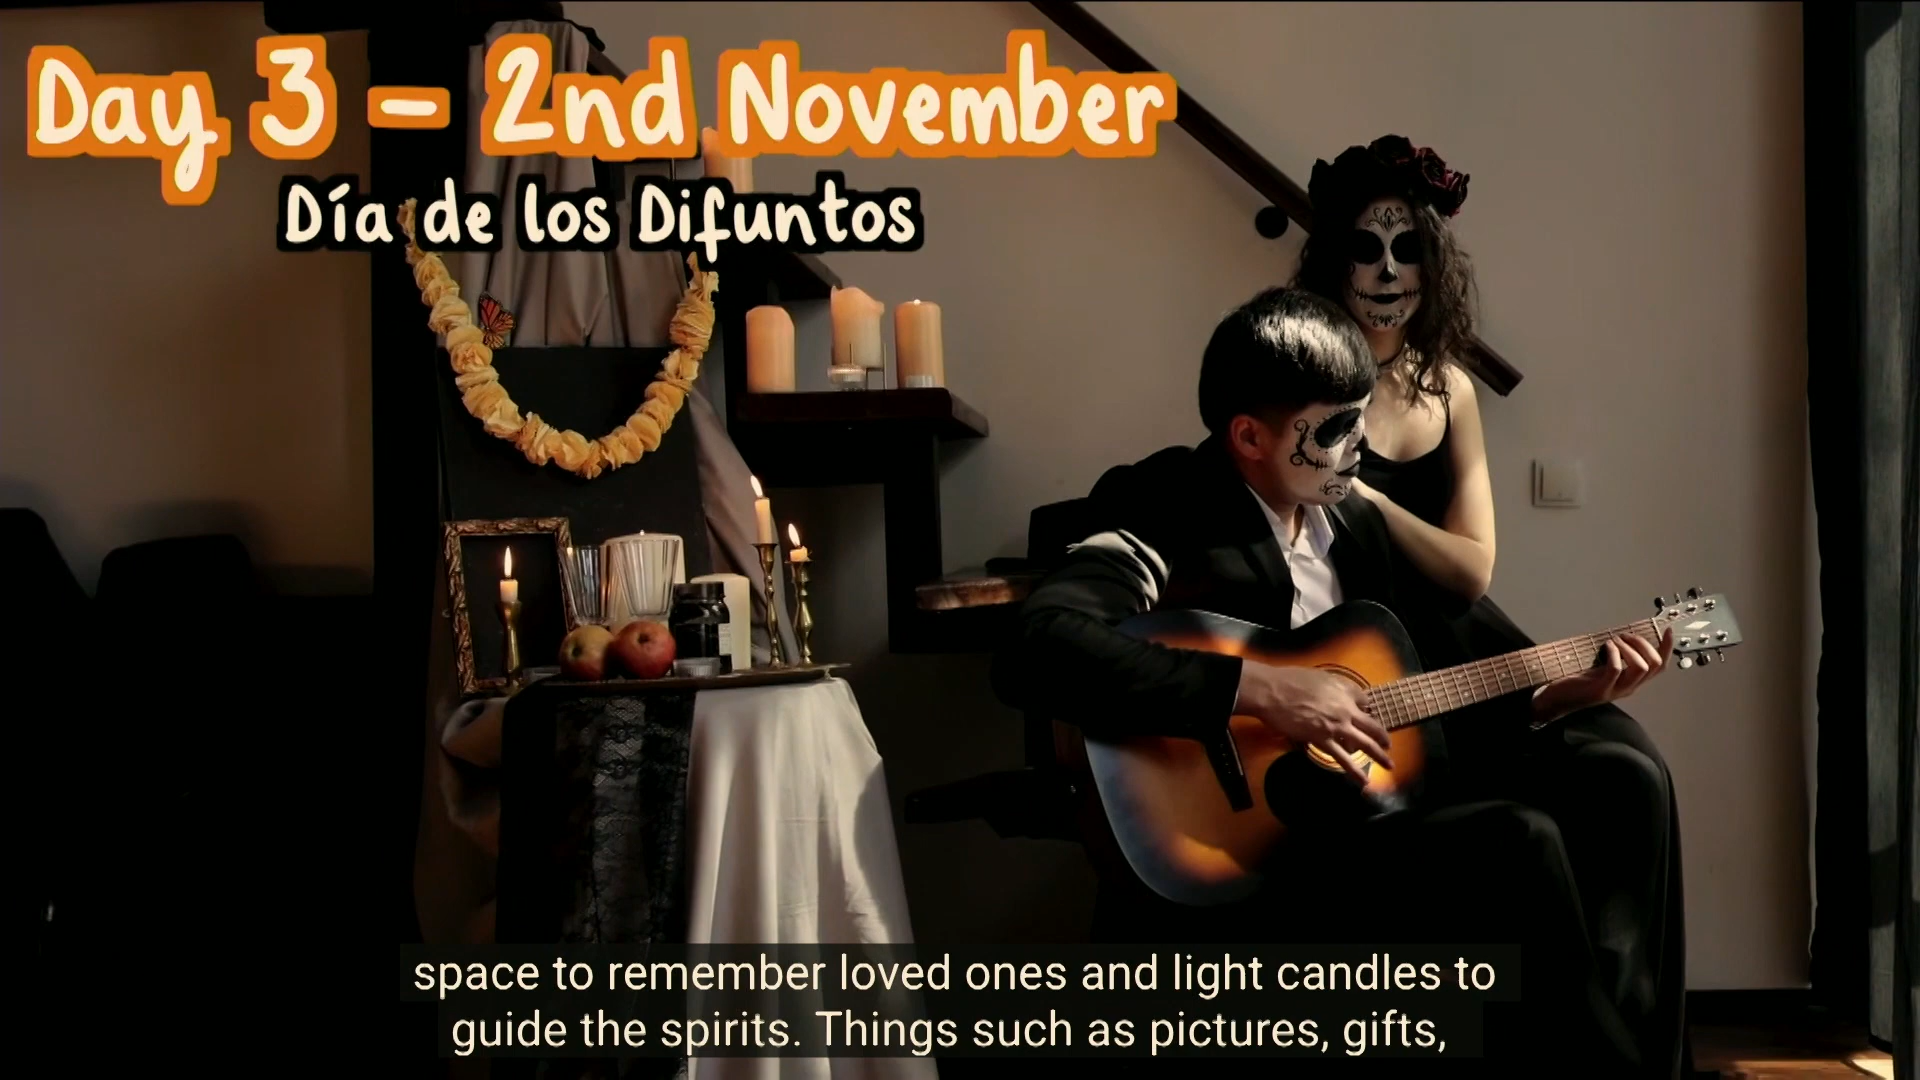 Day 3 - 2nd November
Día de los Difuntos
space to remember loved ones and light candles to
guide the spirits. Things such as pictures, gifts,